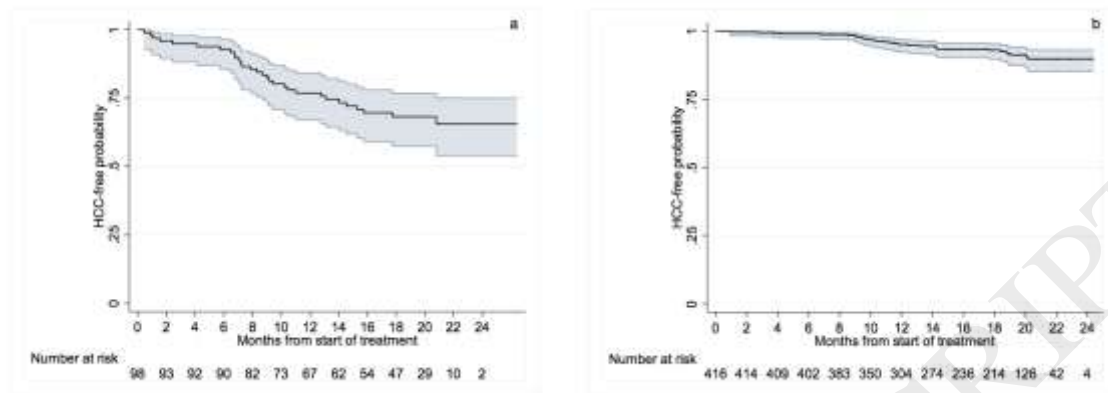 a
HCC-free probability
1
.75
.5
.25
0
0 2 4 6 8 10 12 14 16 18 20 22 24
Months from start of treatment
Number at risk
98 93 92 90 82 73 67 62 54 47 29 10 2
b
HCC-free probability
1
.75
.5
.25
0
0 2 4 6 8 10 12 14 16 18 20 22 24
Months from start of treatment
Number at risk
416 414 409 402 383 350 304 274 236 214 126 42 4
RIPT